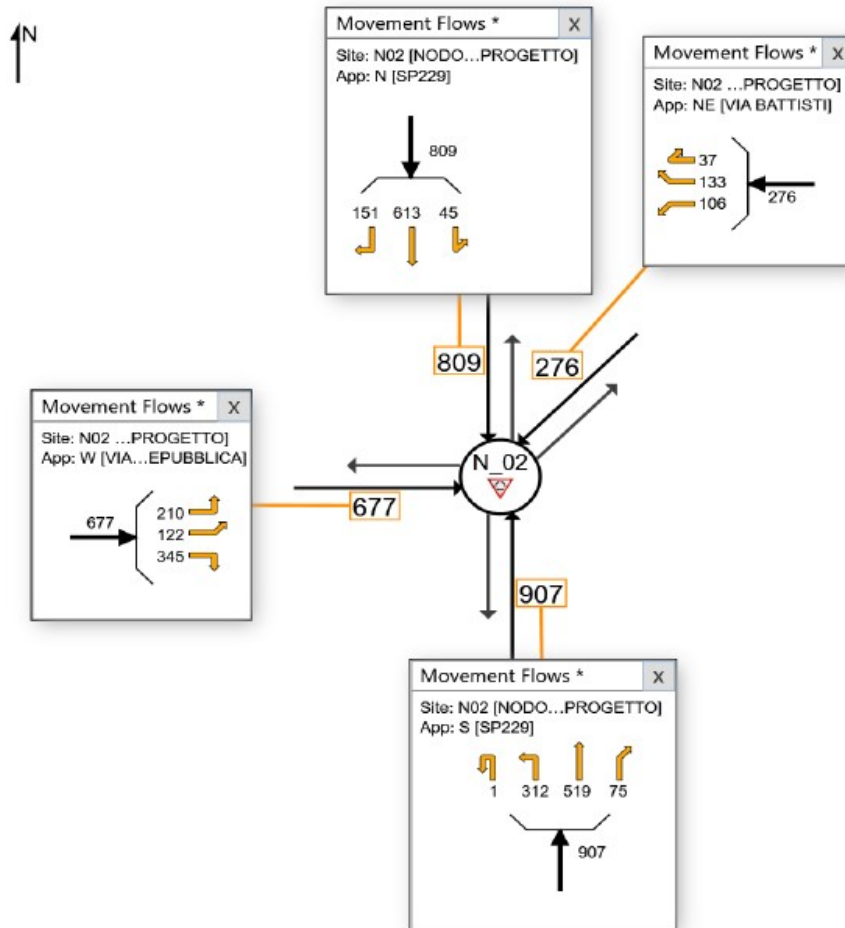 N
Movement Flows * X
Site: N02 [NODO...PROGETTO]
App: N [SP229]
809
151 613 45
Movement Flows * X
Site: N02 ...PROGETTO]
App: NE [VIA BATTISTI]
37
133
106
276
809
276
Movement Flows * X
Site: N02 ...PROGETTO]
App: W [VIA...EPUBBLICA]
677
210
122
345
N_02
677
907
Movement Flows * X
Site: N02 [NODO...PROGETTO]
App: S [SP229]
1 312 519 75
907